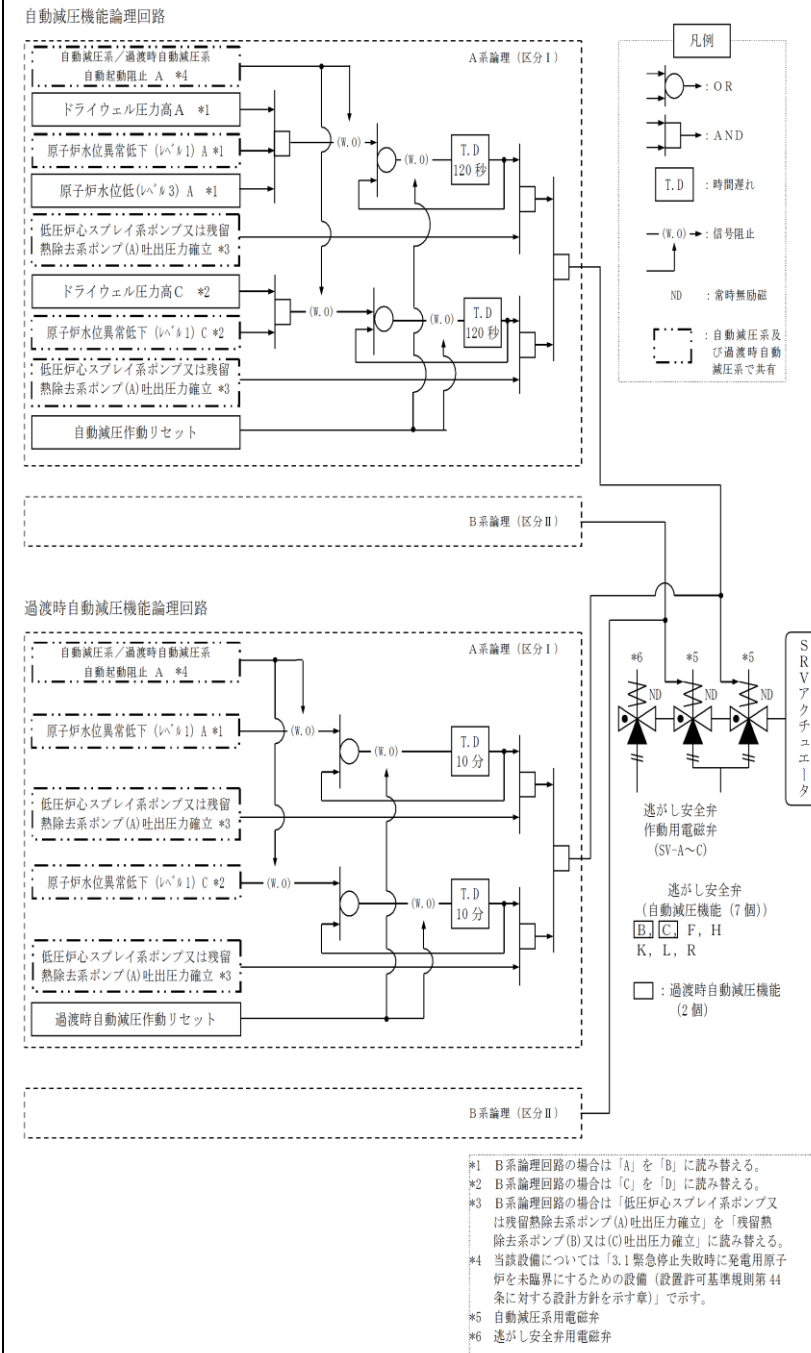 自動減圧機能論理回路
自動減圧系／過渡時自動減圧系
自動起動阻止 A *4
A系論理（区分Ⅰ）
ドライウェル圧力高A *1
原子炉水位異常低下（ﾚﾍﾞﾙ1）A *1
原子炉水位低(ﾚﾍﾞﾙ3) A *1
低圧炉心スプレイ系ポンプ又は残留
熱除去系ポンプ(A)吐出圧力確立 *3
ドライウェル圧力高C *2
原子炉水位異常低下（ﾚﾍﾞﾙ1）C *2
低圧炉心スプレイ系ポンプ又は残留
熱除去系ポンプ(A)吐出圧力確立 *3
自動減圧作動リセット
(W.O)
(W.O)
T.D
120秒
(W.O)
(W.O)
T.D
120秒
凡例
：OR
：AND
T.D ：時間遅れ
(W.O) ：信号阻止
ND ：常時無励磁
：自動減圧系及
び過渡時自動
減圧系で共有
B系論理（区分Ⅱ）
過渡時自動減圧機能論理回路
自動減圧系／過渡時自動減圧系
自動起動阻止 A *4
A系論理（区分Ⅰ）
原子炉水位異常低下（ﾚﾍﾞﾙ1）A *1
低圧炉心スプレイ系ポンプ又は残留
熱除去系ポンプ(A)吐出圧力確立 *3
原子炉水位異常低下（ﾚﾍﾞﾙ1）C *2
低圧炉心スプレイ系ポンプ又は残留
熱除去系ポンプ(A)吐出圧力確立 *3
過渡時自動減圧作動リセット
(W.O)
(W.O)
T.D
10分
(W.O)
(W.O)
T.D
10分
B系論理（区分Ⅱ）
*6 *5 *5
ND ND ND
SRVアクチュエータ
逃がし安全弁
作動用電磁弁
(SV-A～C)
逃がし安全弁
（自動減圧機能（7個））
B, C, F, H
K, L, R
：過渡時自動減圧機能
（2個）
*1 B系論理回路の場合は「A」を「B」に読み替える。
*2 B系論理回路の場合は「C」を「D」に読み替える。
*3 B系論理回路の場合は「低圧炉心スプレイ系ポンプ又
は残留熱除去系ポンプ(A)吐出圧力確立」を「残留熱
除去系ポンプ(B)又は(C)吐出圧力確立」に読み替える。
*4 当該設備については「3.1 緊急停止失敗時に発電用原子
炉を未臨界にするための設備（設置許可基準規則第44
条に対する設計方針を示す章）」で示す。
*5 自動減圧系用電磁弁
*6 逃がし安全弁用電磁弁